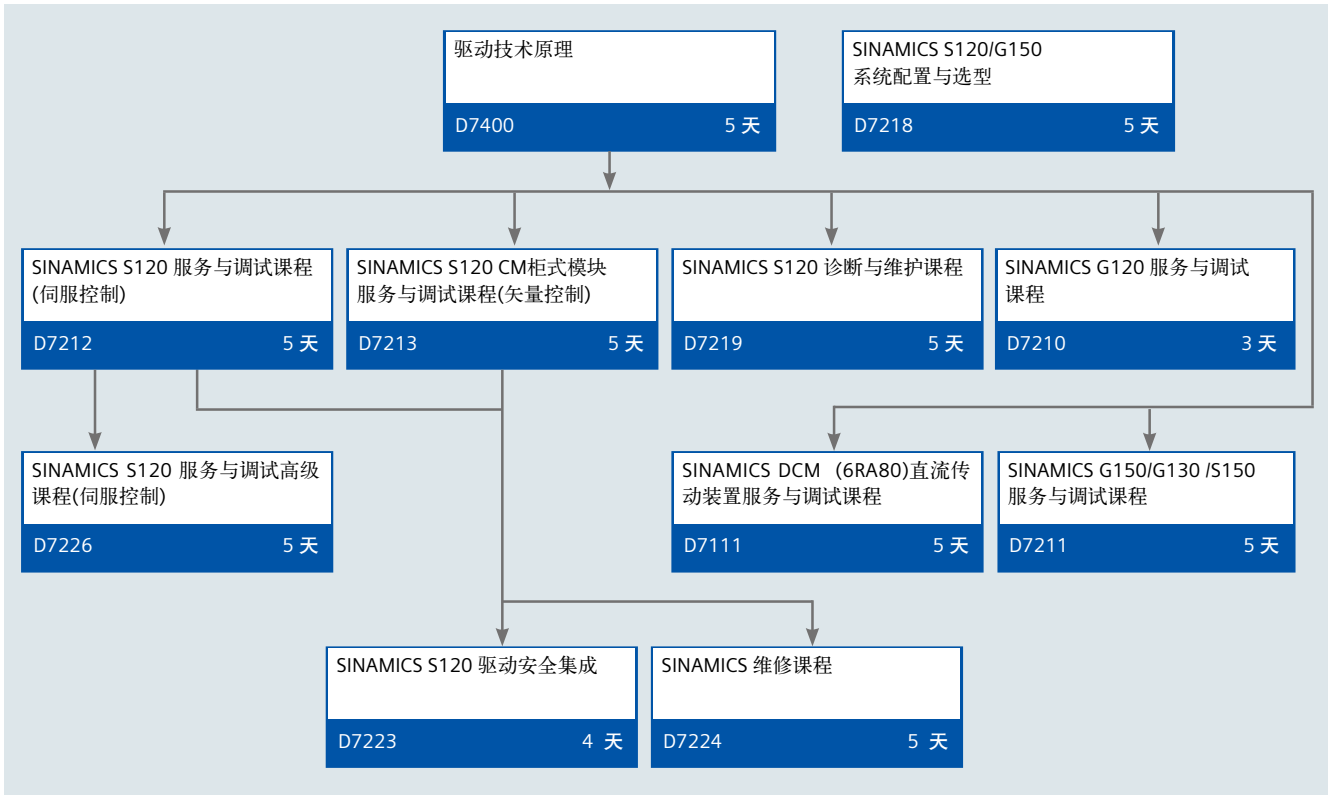 驱动技术原理
D7400 5 天
SINAMICS S120/G150
系统配置与选型
D7218 5 天
SINAMICS S120 服务与调试课程
(伺服控制)
D7212 5 天
SINAMICS S120 CM柜式模块
服务与调试课程(矢量控制)
D7213 5 天
SINAMICS S120 诊断与维护课程
D7219 5 天
SINAMICS G120 服务与调试
课程
D7210 3 天
SINAMICS S120 服务与调试高级
课程(伺服控制)
D7226 5 天
SINAMICS DCM (6RA80)直流传
动装置服务与调试课程
D7111 5 天
SINAMICS G150/G130 /S150
服务与调试课程
D7211 5 天
SINAMICS S120 驱动安全集成
D7223 4 天
SINAMICS 维修课程
D7224 5 天